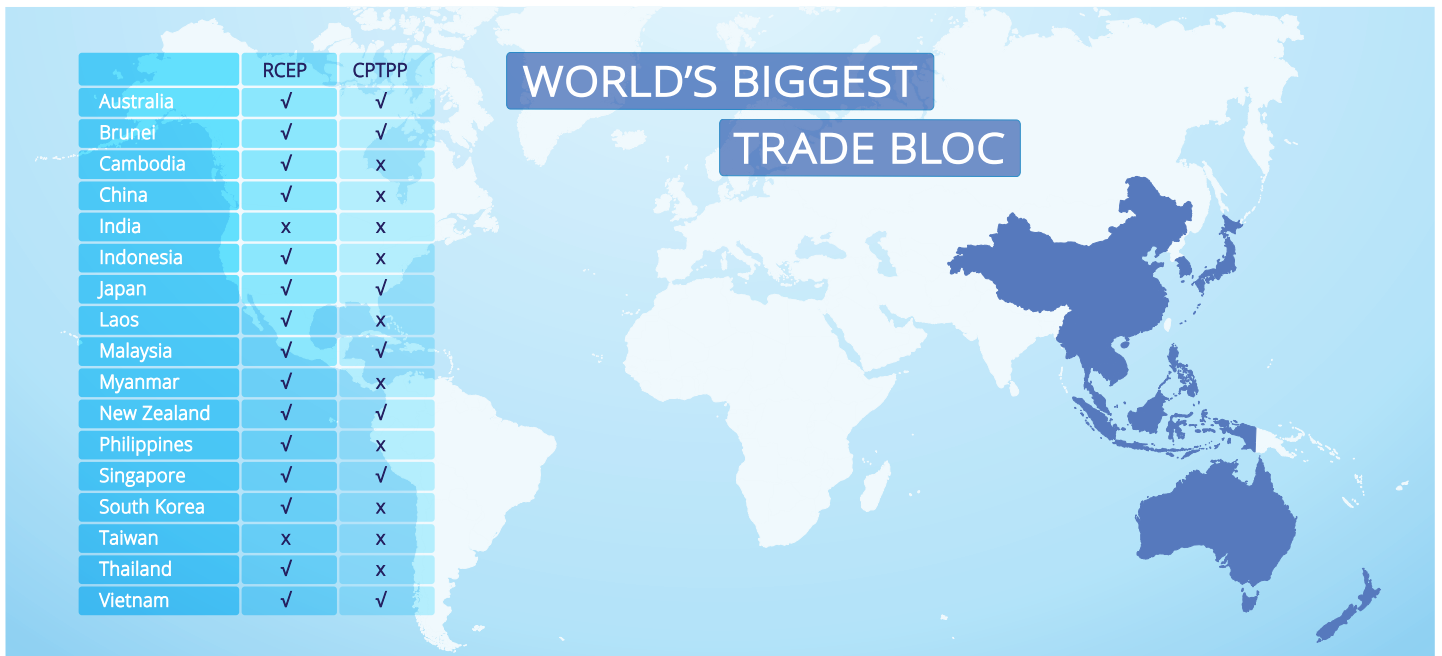 WORLD'S BIGGEST
TRADE BLOC
RCEP CPTPP
Australia √ √
Brunei √ √
Cambodia √ x
China √ x
India x x
Indonesia √ x
Japan √ √
Laos √ x
Malaysia √ √
Myanmar √ x
New Zealand √ √
Philippines √ x
Singapore √ √
South Korea √ x
Taiwan x x
Thailand √ x
Vietnam √ √